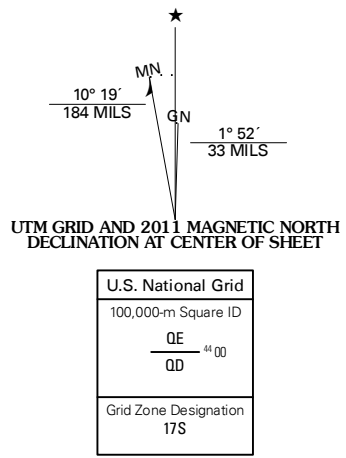 ★
MN
10° 19´
184 MILS
GN
1° 52´
33 MILS
UTM GRID AND 2011 MAGNETIC NORTH
DECLINATION AT CENTER OF SHEET
U.S. National Grid
100,000-m Square ID
QE
44 00
QD
Grid Zone Designation
17S